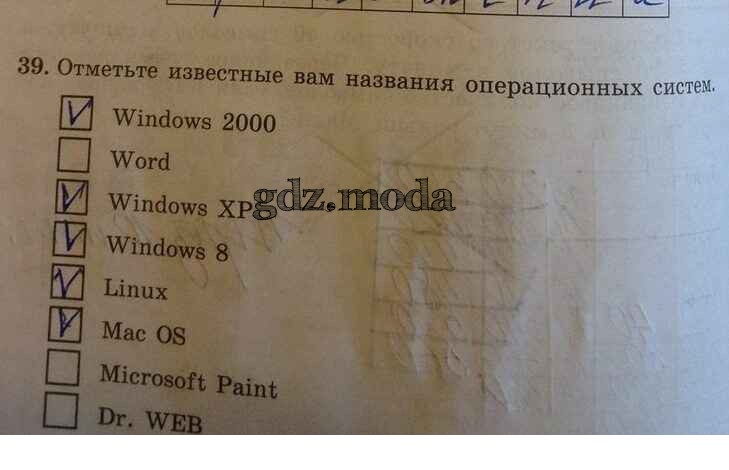 39. Отметьте известные вам названия операционных систем.
Windows 2000
Word
Windows XP
gdz.moda
Windows 8
Linux
Mac OS
Microsoft Paint
Dr. WEB